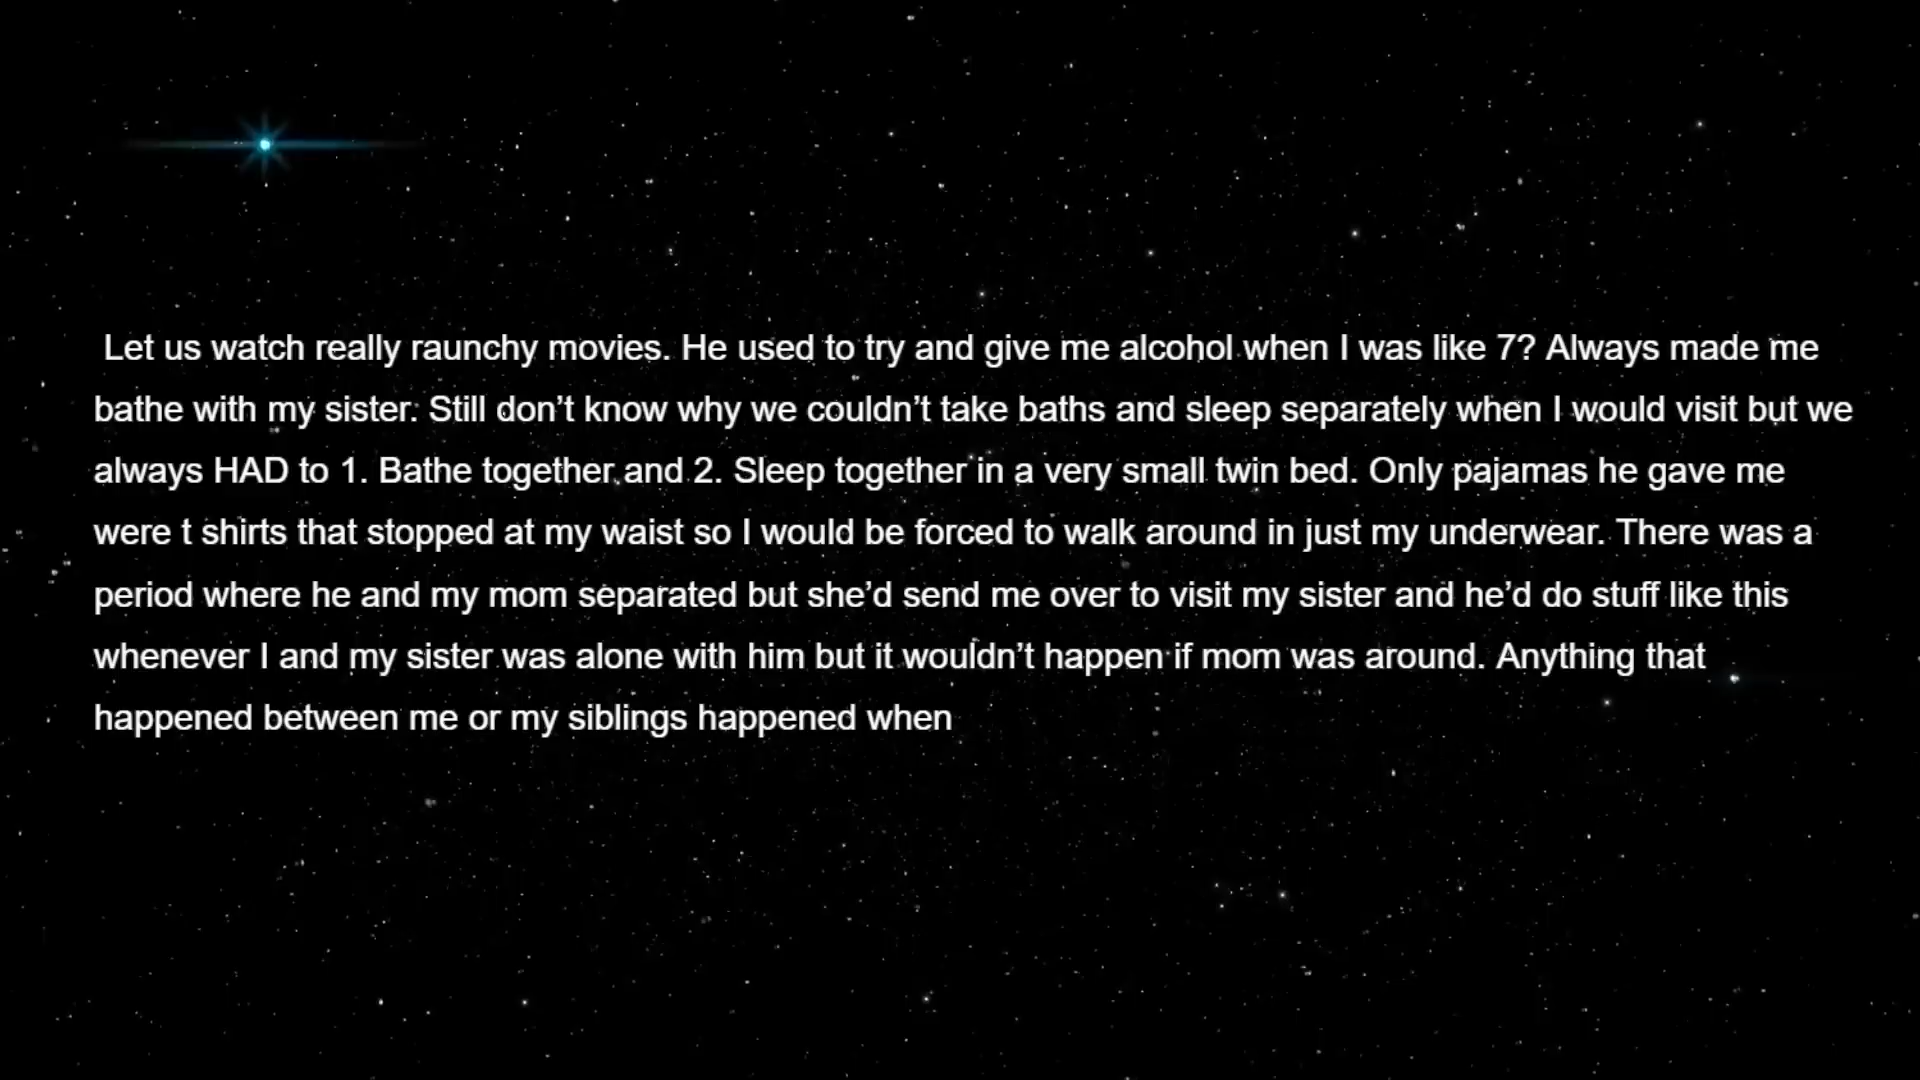 Let us watch really raunchy movies. He used to try and give me alcohol when I was like 7? Always made me
bathe with my sister. Still don’t know why we couldn’t take baths and sleep separately when I would visit but we
always HAD to 1. Bathe together and 2. Sleep together in a very small twin bed. Only pajamas he gave me
were t shirts that stopped at my waist so I would be forced to walk around in just my underwear. There was a
period where he and my mom separated but she’d send me over to visit my sister and he’d do stuff like this
whenever I and my sister was alone with him but it wouldn’t happen if mom was around. Anything that
happened between me or my siblings happened when